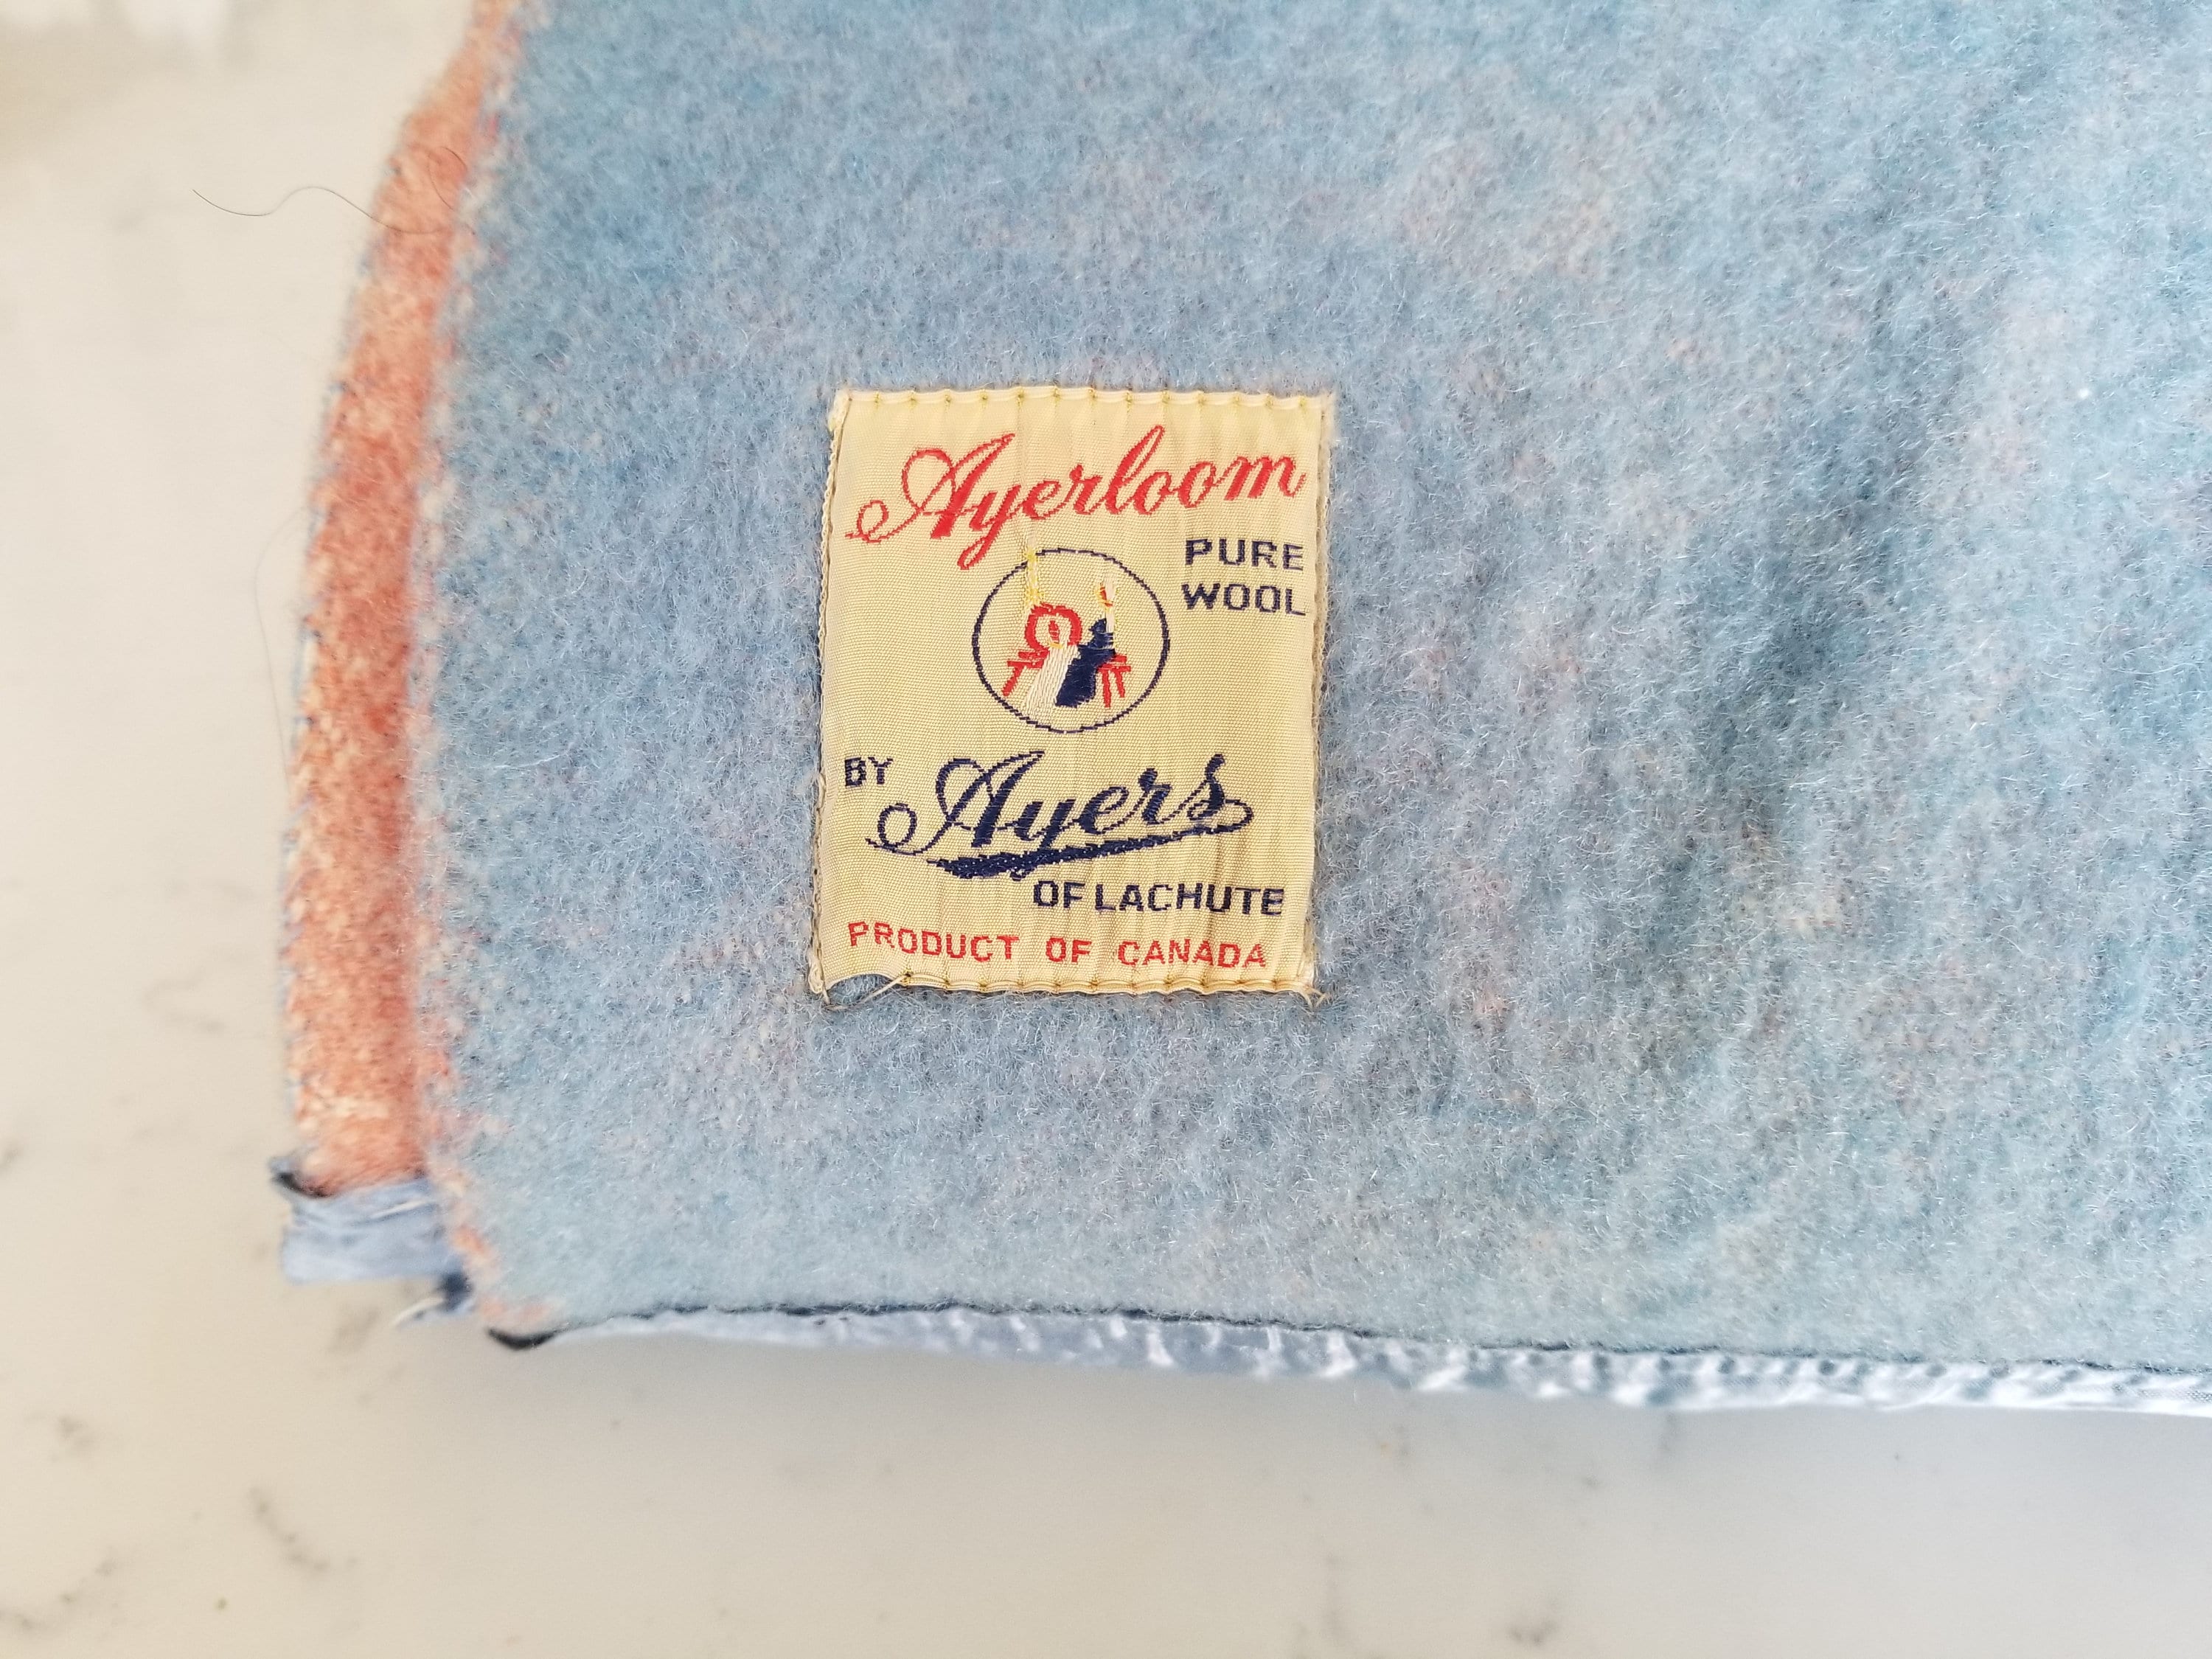 Ayerloom
PURE
WOOL
BY Ayers
OF LACHUTE
PRODUCT OF CANADA